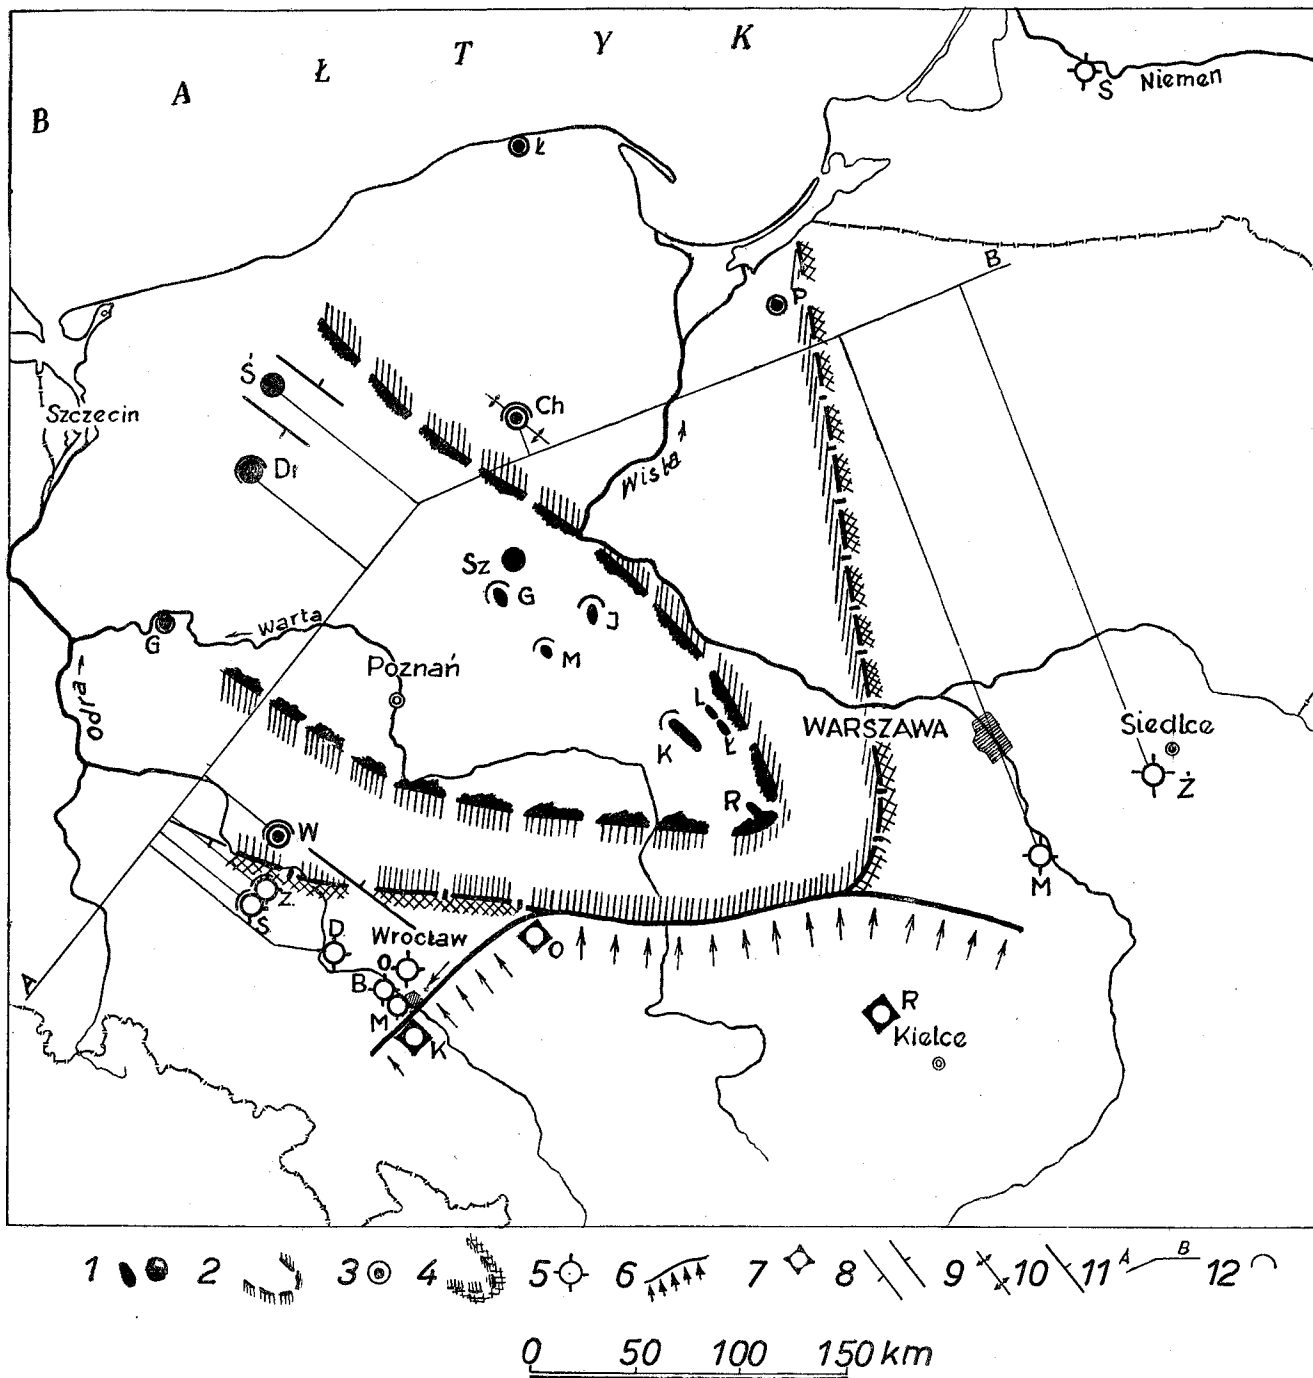 B A Ł T Y K
S
Niemen
Ł
B
P
Ś
Szczecin
Ch
Dr
Wisła
Sz
G
J
G
Warta
M
Poznań
Odra
L
Siedlce
WARSZAWA
K
Ł
Ż
R
W
M
Z
S
D
Wrocław
O
O
A
B
M
R
K
Kielce
1 2 3 4 5 6 7 8 9 10 11 A B 12
0 50 100 150 km